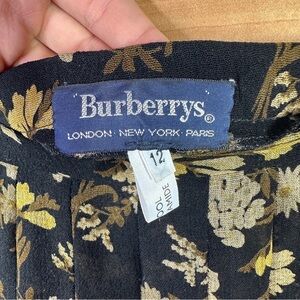 Burberrys®
LONDON · NEW YORK · PARIS
12